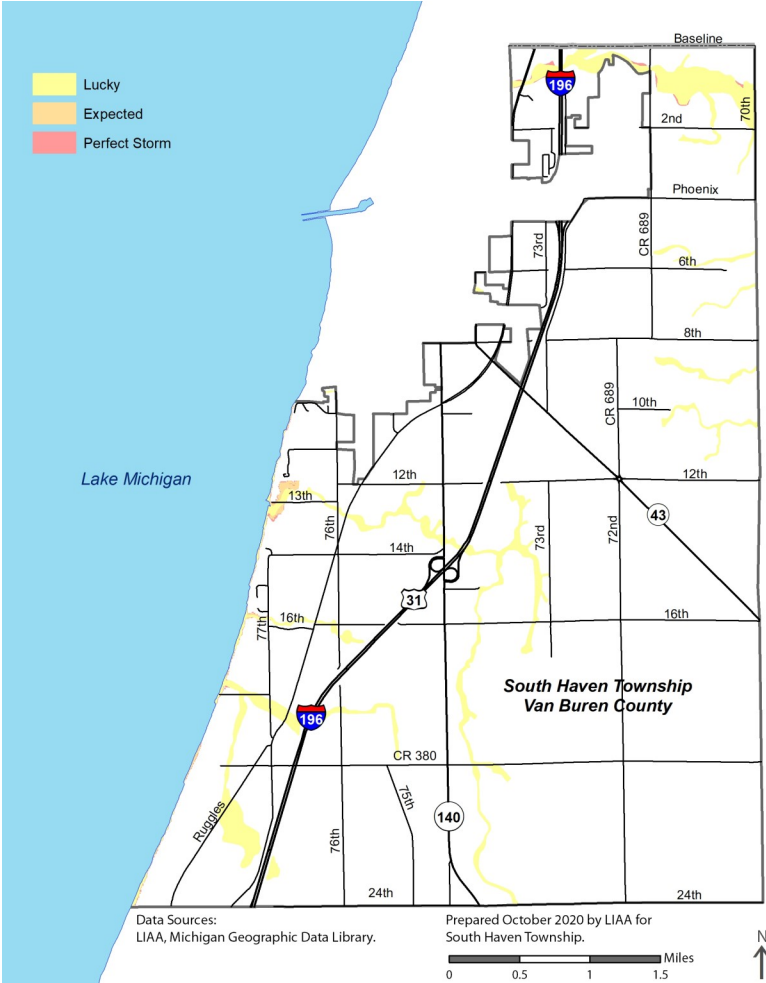 Baseline
Lucky
196
70th
Expected
2nd
Perfect Storm
Phoenix
CR 689
73rd
6th
8th
CR 689
10th
Lake Michigan
12th
12th
13th
43
76th
73rd
72nd
14th
31
16th
16th
77th
South Haven Township
Van Buren County
196
CR 380
75th
Ruggles
140
76th
24th
24th
Data Sources:
LIAA, Michigan Geographic Data Library.
Prepared October 2020 by LIAA for
South Haven Township.
N
Miles
0 0.5 1 1.5